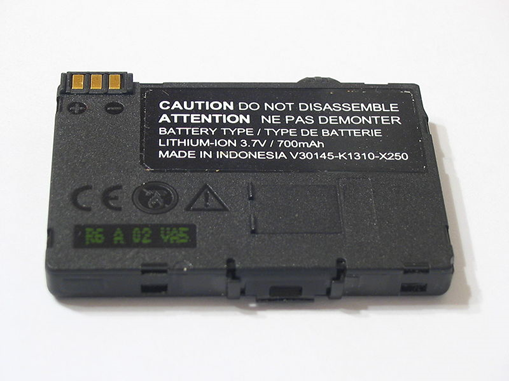 CAUTION DO NOT DISASSEMBLE
ATTENTION NE PAS DEMONTER
BATTERY TYPE / TYPE DE BATTERIE
LITHIUM-ION 3.7V / 700mAh
MADE IN INDONESIA V30145-K1310-X250
+ -
CE
R6 A 02 VA5